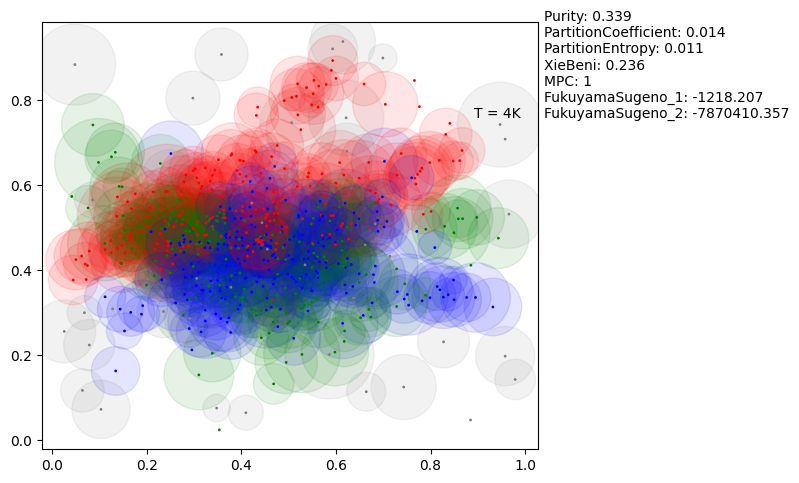 Purity: 0.339
PartitionCoefficient: 0.014
PartitionEntropy: 0.011
XieBeni: 0.236
MPC: 1
FukuyamaSugeno_1: -1218.207
FukuyamaSugeno_2: -7870410.357
T = 4K
0.8
0.6
0.4
0.2
0.0
0.0 0.2 0.4 0.6 0.8 1.0